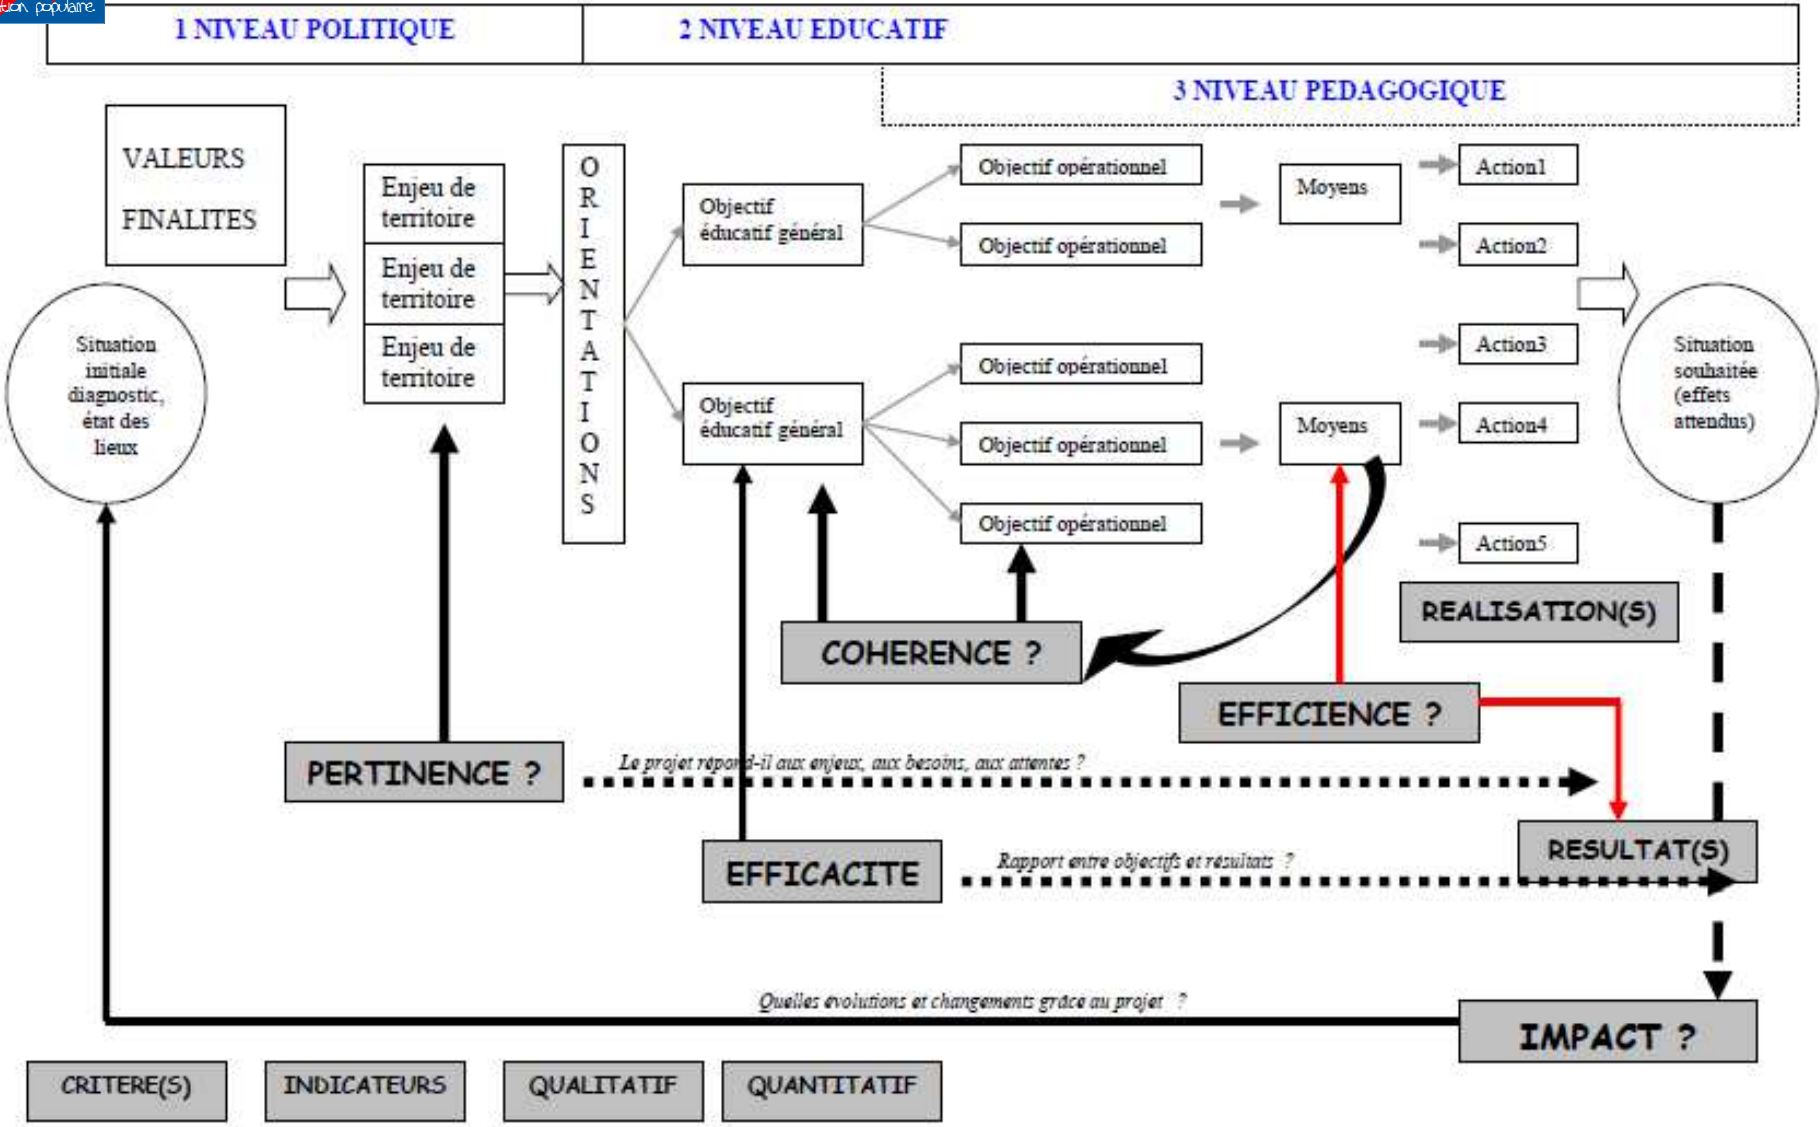 populaire
1 NIVEAU POLITIQUE
2 NIVEAU EDUCATIF
3 NIVEAU PEDAGOGIQUE
VALEURS
FINALITES
Situation
initiale
diagnostic,
état des
lieux
Enjeu de
territoire
Enjeu de
territoire
Enjeu de
territoire
ORIENTATIONS
Objectif
éducatif général
Objectif
éducatif général
Objectif opérationnel
Objectif opérationnel
Objectif opérationnel
Objectif opérationnel
Objectif opérationnel
Moyens
Moyens
Action1
Action2
Action3
Action4
Action5
Situation
souhaitée
(effets
attendus)
REALISATION(S)
COHERENCE ?
EFFICIENCE ?
PERTINENCE ?
Le projet répond-il aux enjeux, aux besoins, aux attentes ?
RESULTAT(S)
EFFICACITE
Rapport entre objectifs et résultats ?
Quelles évolutions et changements grâce au projet ?
IMPACT ?
CRITERE(S)
INDICATEURS
QUALITATIF
QUANTITATIF